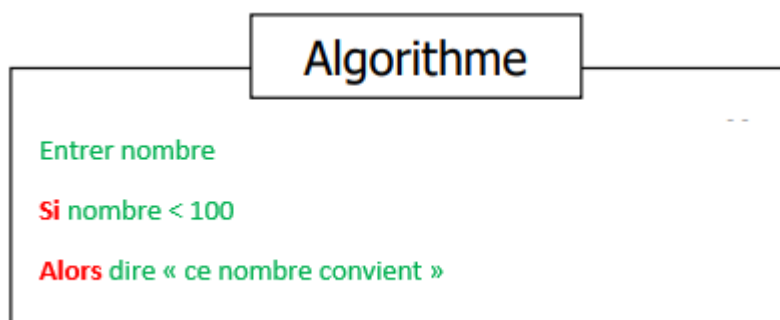 Algorithme
Entrer nombre
Si nombre < 100
Alors dire « ce nombre convient »